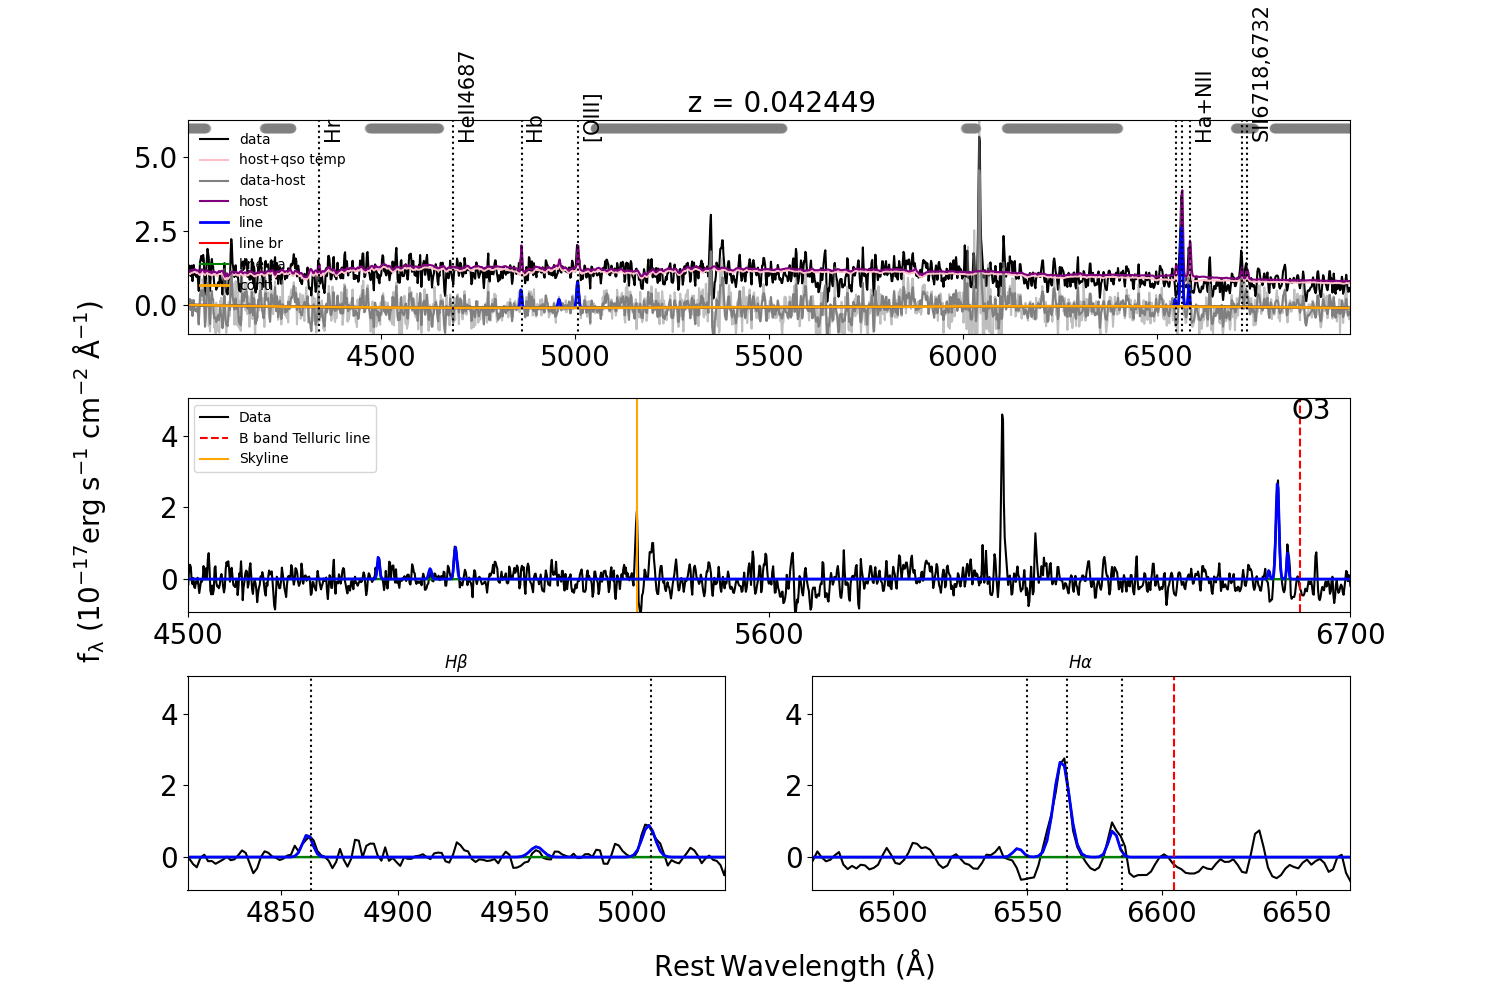 z = 0.042449
Hr
HeII4687
Hb
[OIII]
Ha+NII
SII6718,6732
data
host+qso temp
data-host
host
line
line br
cont
5.0
2.5
0.0
4500 5000 5500 6000 6500
Data
B band Telluric line
Skyline
O3
4
2
0
4500 5600 6700
fλ (10−17erg s−1 cm−2 Å−1)
Hβ
4
2
0
4850 4900 4950 5000
Hα
4
2
0
6500 6550 6600 6650
Rest Wavelength (Å)